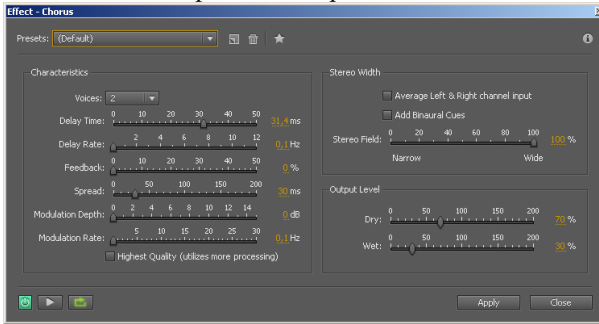 Effect - Chorus
Presets: (Default)
Characteristics
Voices: 2
0 10 20 30 40 50
Delay Time: 31,4 ms
2 4 6 8 10 12
Delay Rate: 0,1 Hz
0 10 20 30 40 50
Feedback: 0 %
0 50 100 150 200
Spread: 30 ms
0 2 4 6 8 10 12 14
Modulation Depth: 0 dB
5 10 15 20 25 30
Modulation Rate: 0,1 Hz
Highest Quality (utilizes more processing)
Stereo Width
Average Left & Right channel input
Add Binaural Cues
0 20 40 60 80 100
Stereo Field: 100 %
Narrow Wide
Output Level
0 50 100 150 200
Dry: 70 %
0 50 100 150 200
Wet: 30 %
Apply Close